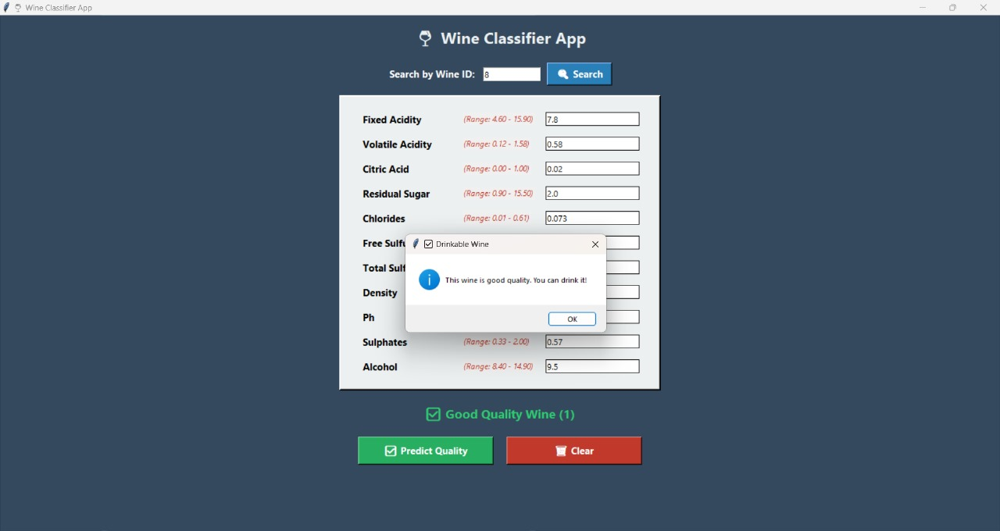 Wine Classifier App
Wine Classifier App
Search by Wine ID: 8 Search
Fixed Acidity (Range: 4.60 - 15.90) 7.8
Volatile Acidity (Range: 0.12 - 1.58) 0.58
Citric Acid (Range: 0.00 - 1.00) 0.02
Residual Sugar (Range: 0.90 - 15.50) 2.0
Chlorides (Range: 0.01 - 0.61) 0.073
Free Sulfu
Drinkable Wine
Total Sulf
This wine is good quality. You can drink it!
Density
Ph
OK
Sulphates (Range: 0.33 - 2.00) 0.57
Alcohol (Range: 8.40 - 14.90) 9.5
Good Quality Wine (1)
Predict Quality Clear